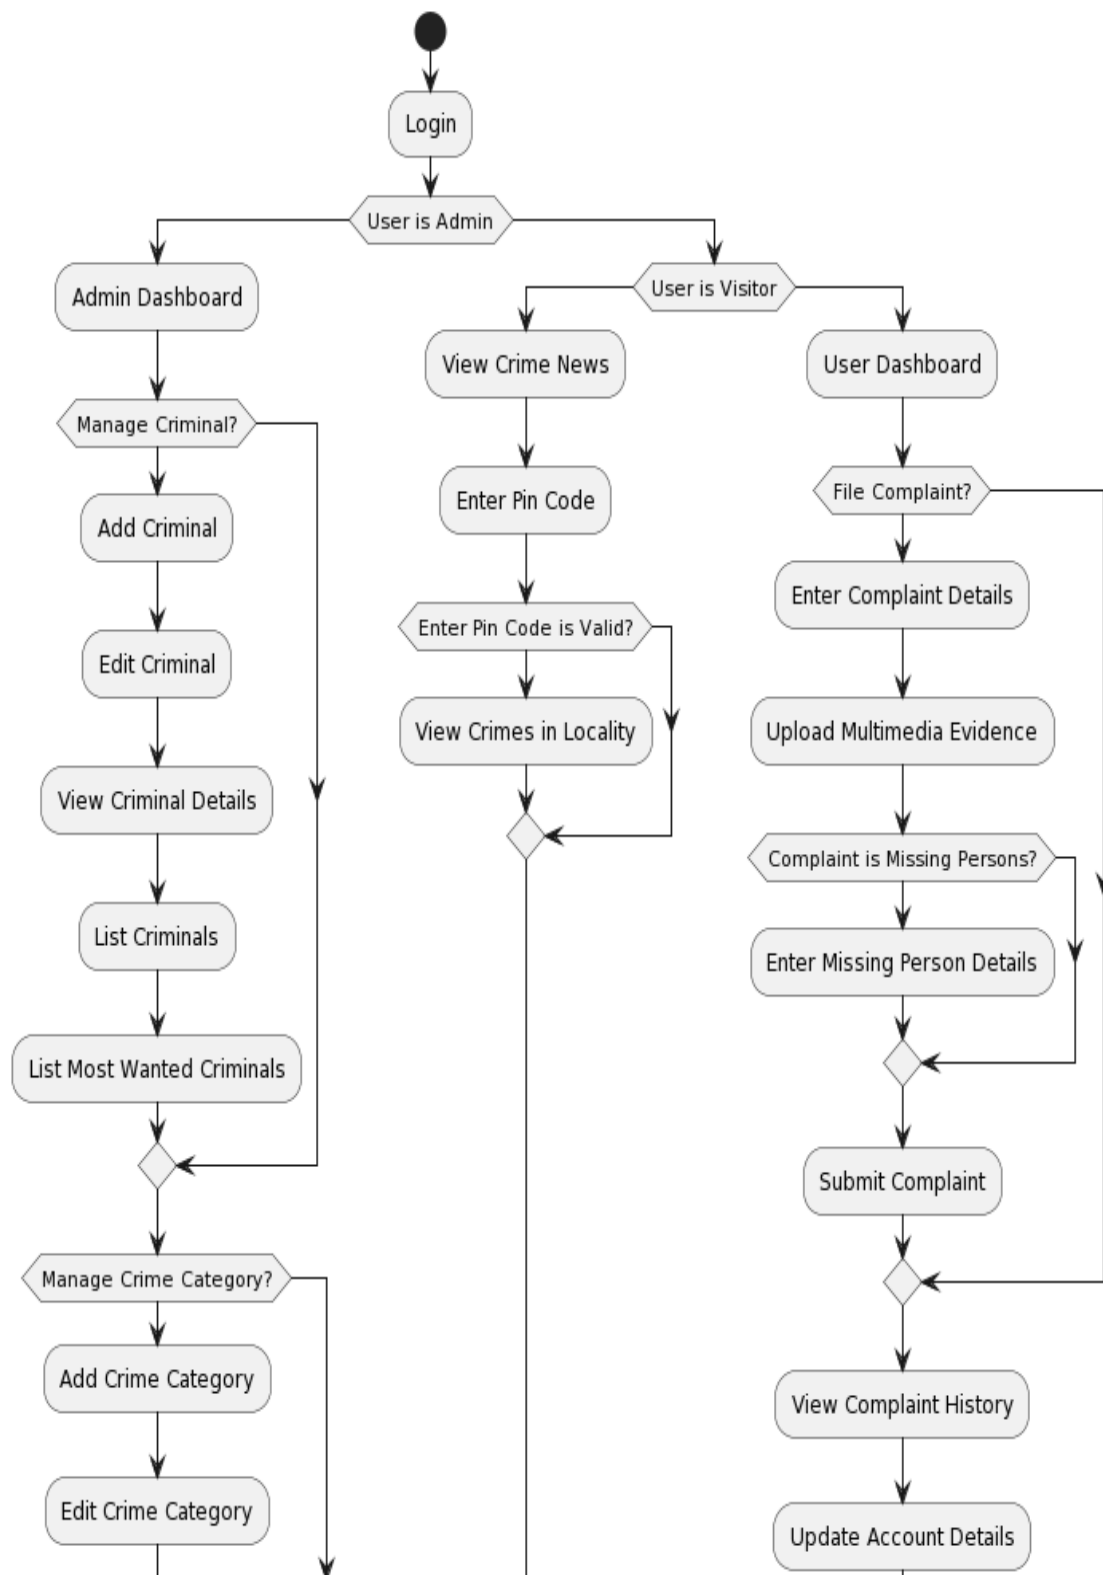 Login
User is Admin
Admin Dashboard
User is Visitor
View Crime News
User Dashboard
Manage Criminal?
Enter Pin Code
File Complaint?
Add Criminal
Enter Complaint Details
Enter Pin Code is Valid?
Edit Criminal
View Crimes in Locality
Upload Multimedia Evidence
View Criminal Details
Complaint is Missing Persons?
List Criminals
Enter Missing Person Details
List Most Wanted Criminals
Submit Complaint
Manage Crime Category?
Add Crime Category
View Complaint History
Edit Crime Category
Update Account Details